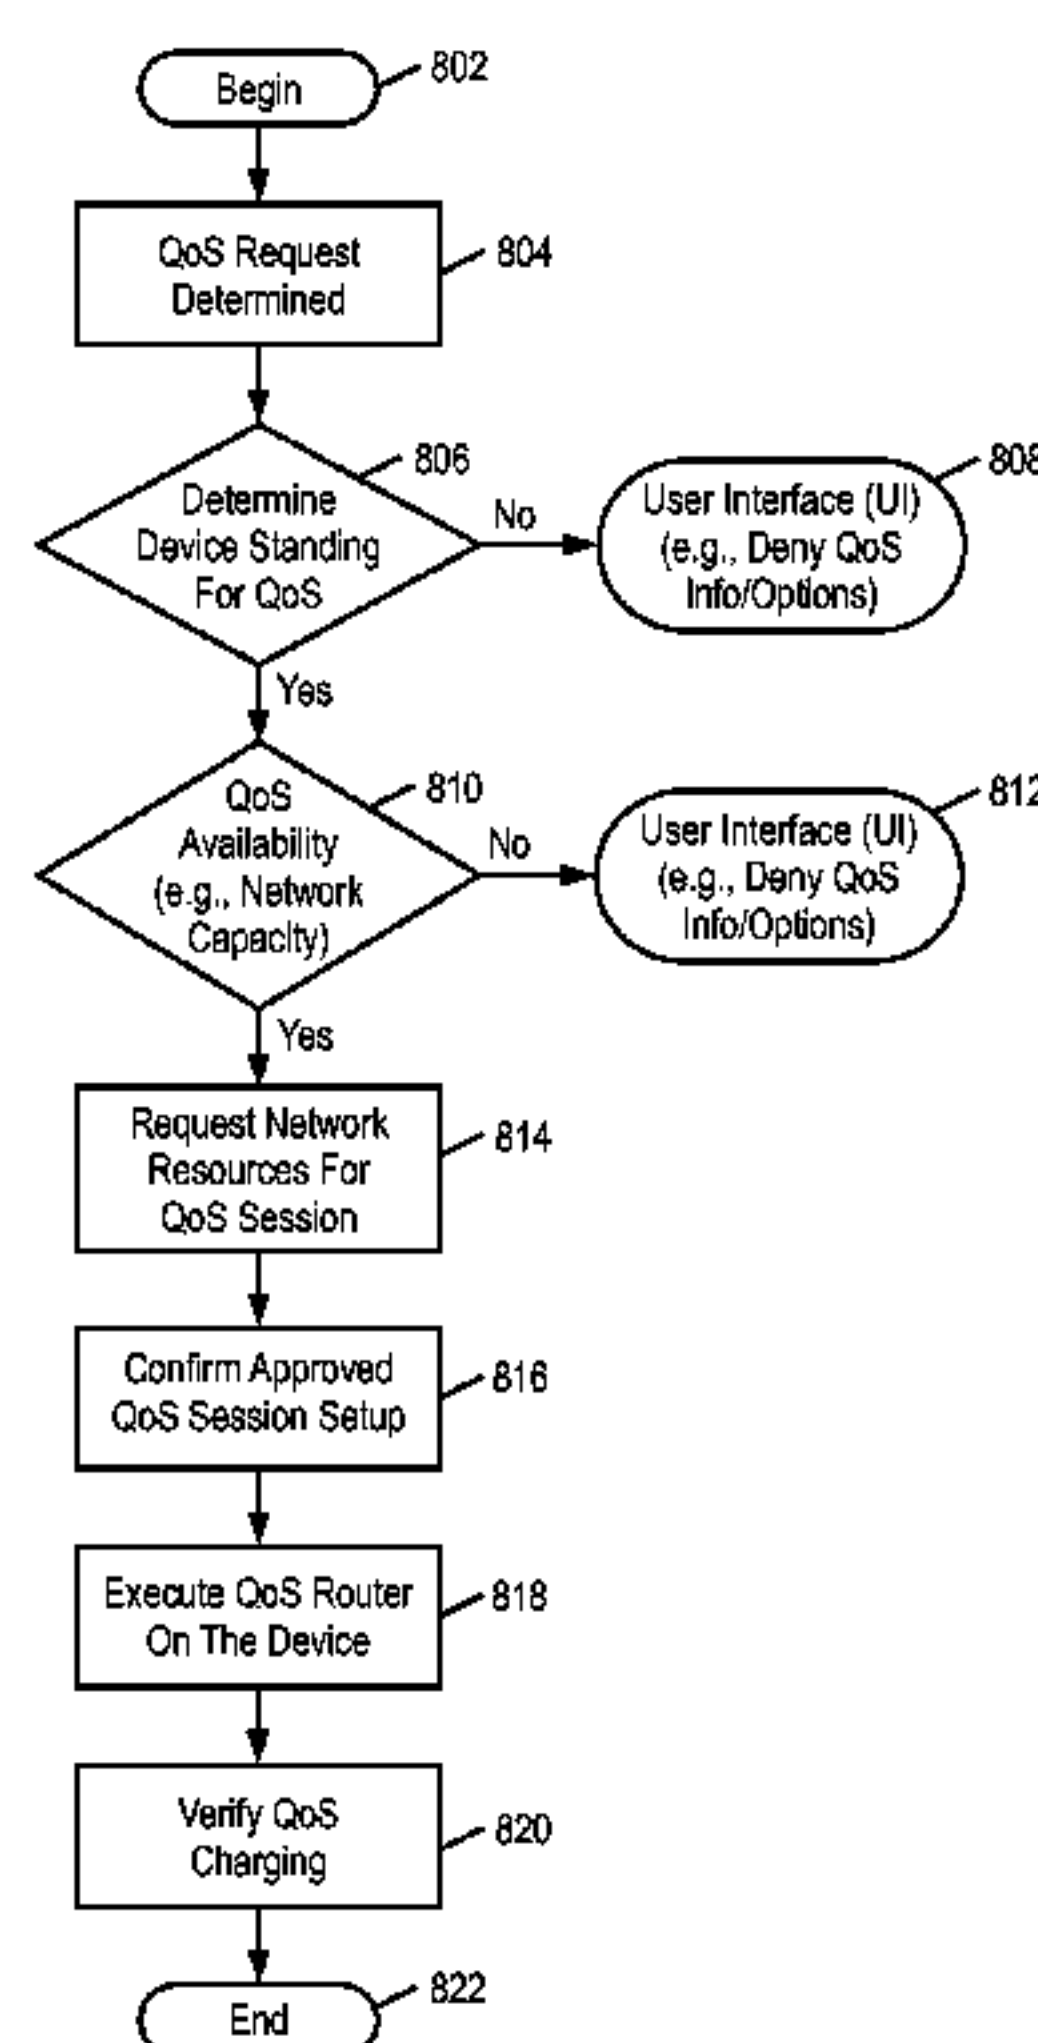 Begin
802
QoS Request
Determined
804
806
Determine
Device Standing
For QoS
No
808
User Interface (UI)
(e.g., Deny QoS
Info/Options)
Yes
810
QoS
Availability
(e.g., Network
Capacity)
No
812
User Interface (UI)
(e.g., Deny QoS
Info/Options)
Yes
Request Network
Resources For
QoS Session
814
Confirm Approved
QoS Session Setup
816
Execute QoS Router
On The Device
818
Verify QoS
Charging
820
End
822